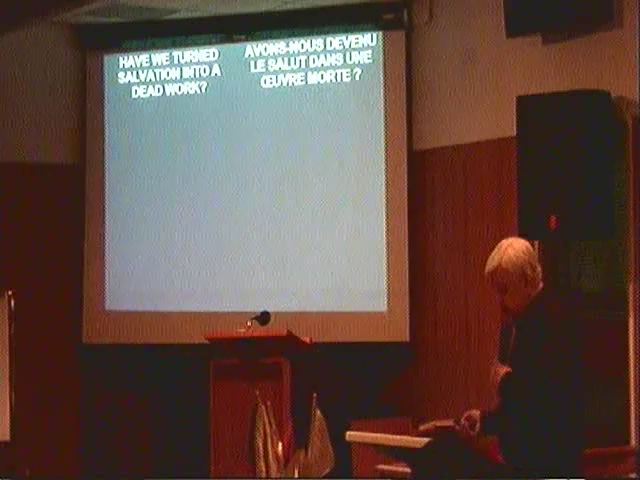 HAVE WE TURNED
SALVATION INTO A
DEAD WORK?
AVONS-NOUS DEVENU
LE SALUT DANS UNE
ŒUVRE MORTE ?